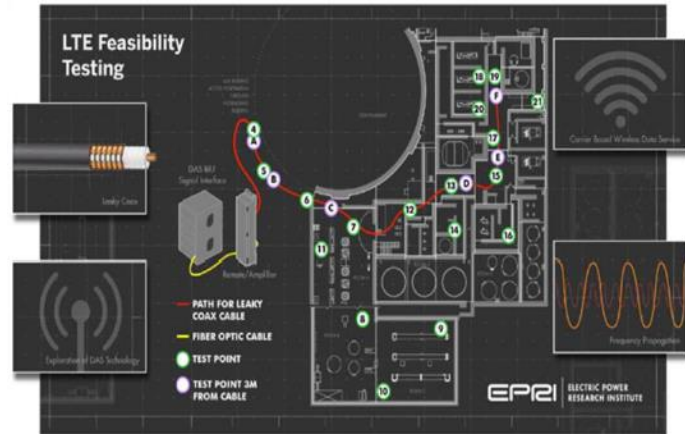 LTE Feasibility
Testing
Leaky Coax
DAS RF/
Signal Interface
Remote/Amplifier
Exploration of DAS Technology
PATH FOR LEAKY
COAX CABLE
FIBER OPTIC CABLE
TEST POINT
TEST POINT 3M
FROM CABLE
4
A
5
B
6
C
7
11
12
13
D
14
15
E
16
17
F
18
19
20
21
8
9
10
Carrier Based Wireless Data Service
Frequency Propagation
EPRI
ELECTRIC POWER
RESEARCH INSTITUTE